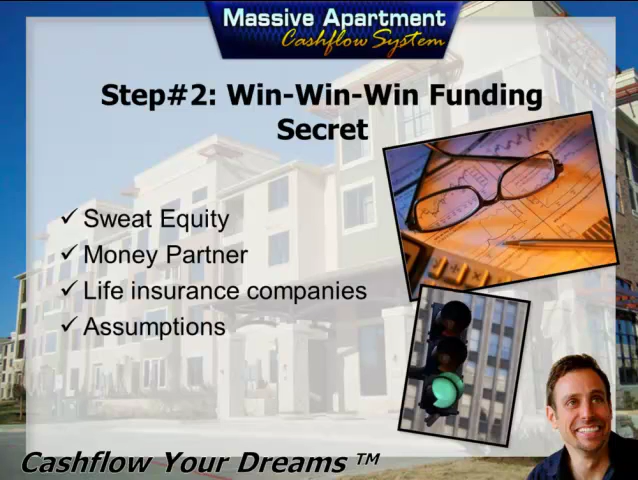 Massive Apartment
Cashflow System
Step#2: Win-Win-Win Funding
Secret
✓ Sweat Equity
✓ Money Partner
✓ Life insurance companies
✓ Assumptions
Cashflow Your Dreams ™